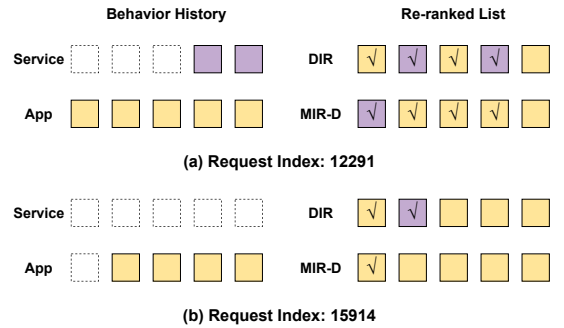 Behavior History Re-ranked List
Service DIR √ √ √ √
App MIR-D √ √ √ √
(a) Request Index: 12291
Service DIR √ √
App MIR-D √
(b) Request Index: 15914